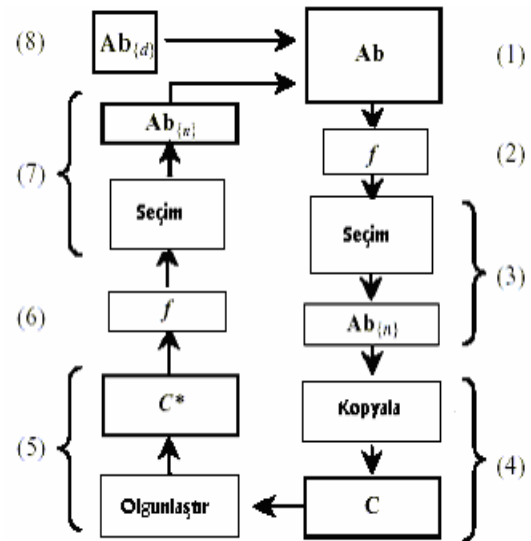 (8)
Ab{d}
Ab
(1)
Ab{n}
f
(2)
(7)
Seçim
Seçim
(3)
(6)
f
Ab{n}
C*
Kopyala
(5)
(4)
Olgunlaştır
C